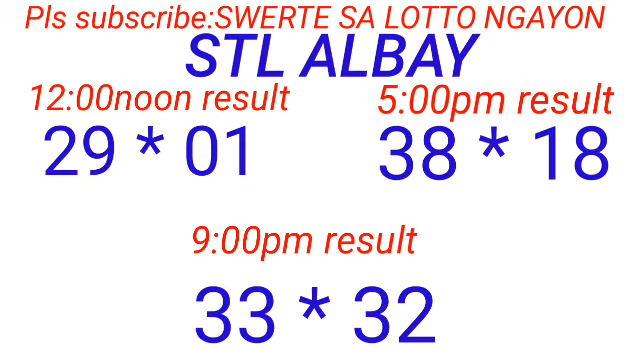 Pls subscribe:SWERTE SA LOTTO NGAYON
STL ALBAY
12:00noon result
29 * 01
5:00pm result
38 * 18
9:00pm result
33 * 32